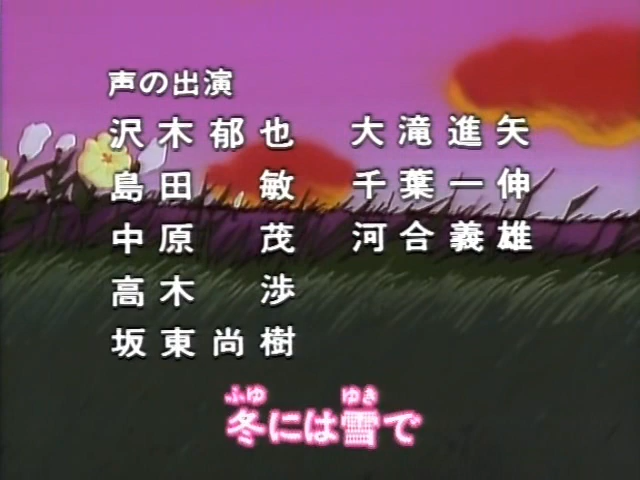 声の出演
沢木郁也 大滝進矢
島田 敏 千葉一伸
中原 茂 河合義雄
高木 渉
坂東尚樹
ふゆ ゆき
冬には雪で